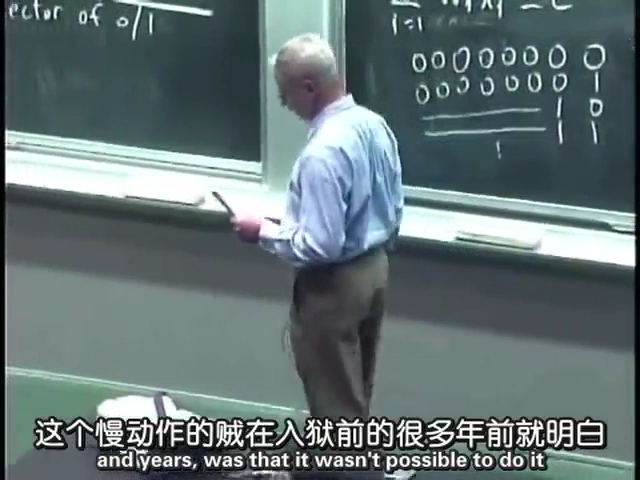 ector of 0/1
i=1
0 0 0 0 0 0 0 0
0 0 0 0 0 0 0 1
1 0
1 1
这个慢动作的贼在入狱前的很多年前就明白
and years, was that it wasn't possible to do it